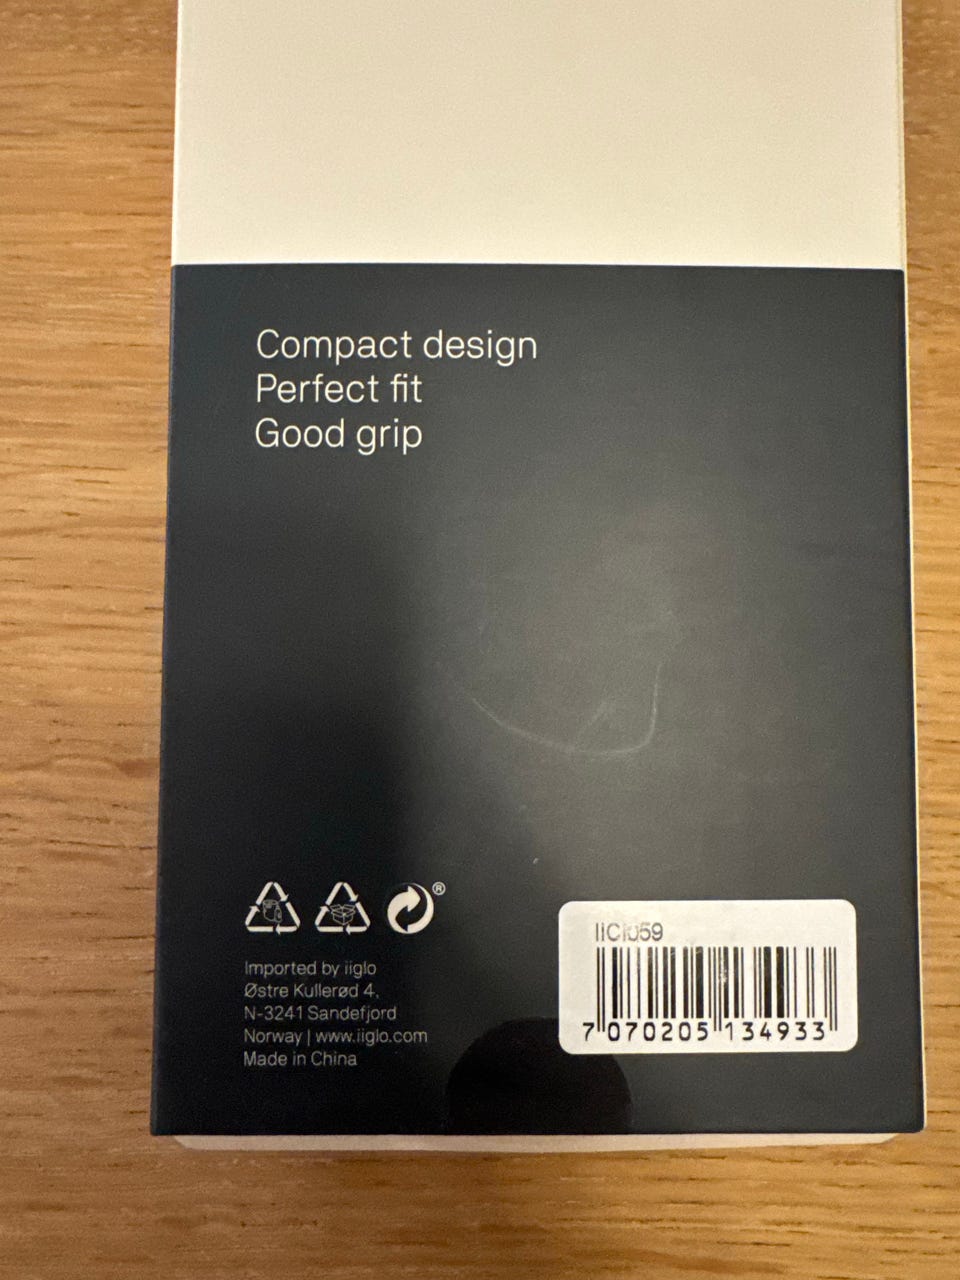 Compact design
Perfect fit
Good grip
®
Imported by iiglo
Østre Kullerød 4,
N-3241 Sandefjord
Norway | www.iiglo.com
Made in China
7 070205 134933